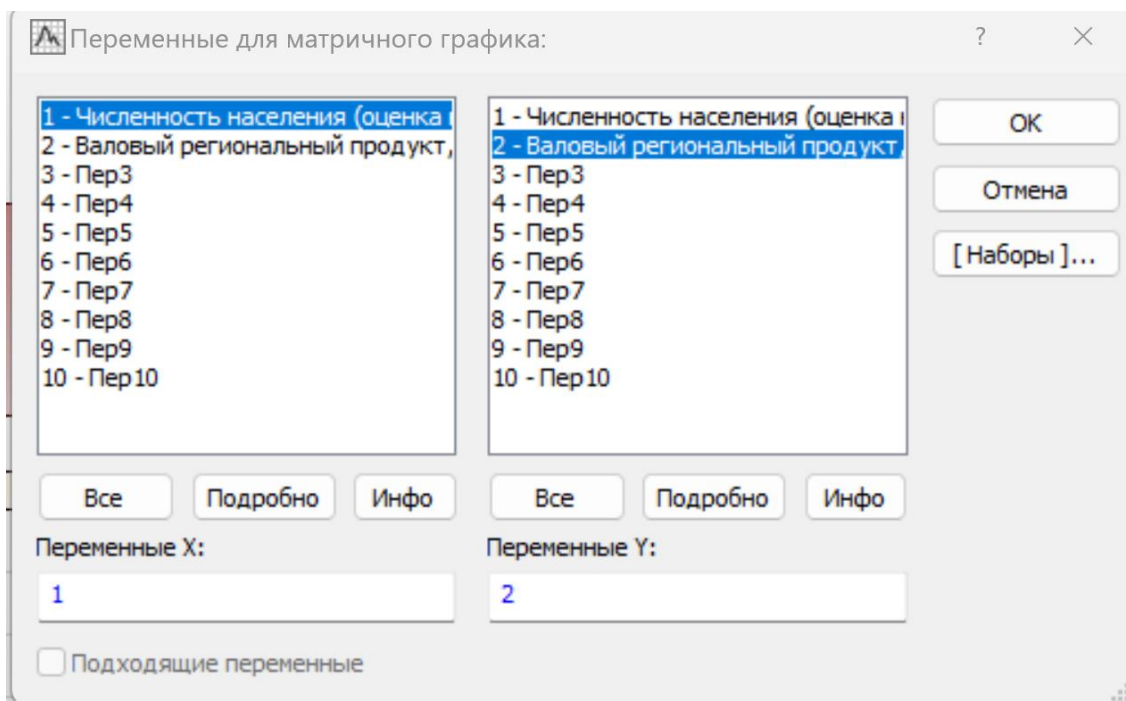 Переменные для матричного графика:
?
1 - Численность населения (оценка
2 - Валовый региональный продукт,
3 - Пер3
4 - Пер4
5 - Пер5
6 - Пер6
7 - Пер7
8 - Пер8
9 - Пер9
10 - Пер10
1 - Численность населения (оценка
2 - Валовый региональный продукт,
3 - Пер3
4 - Пер4
5 - Пер5
6 - Пер6
7 - Пер7
8 - Пер8
9 - Пер9
10 - Пер10
OK
Отмена
[ Наборы ]...
Все Подробно Инфо
Все Подробно Инфо
Переменные X:
Переменные Y:
1
2
Подходящие переменные